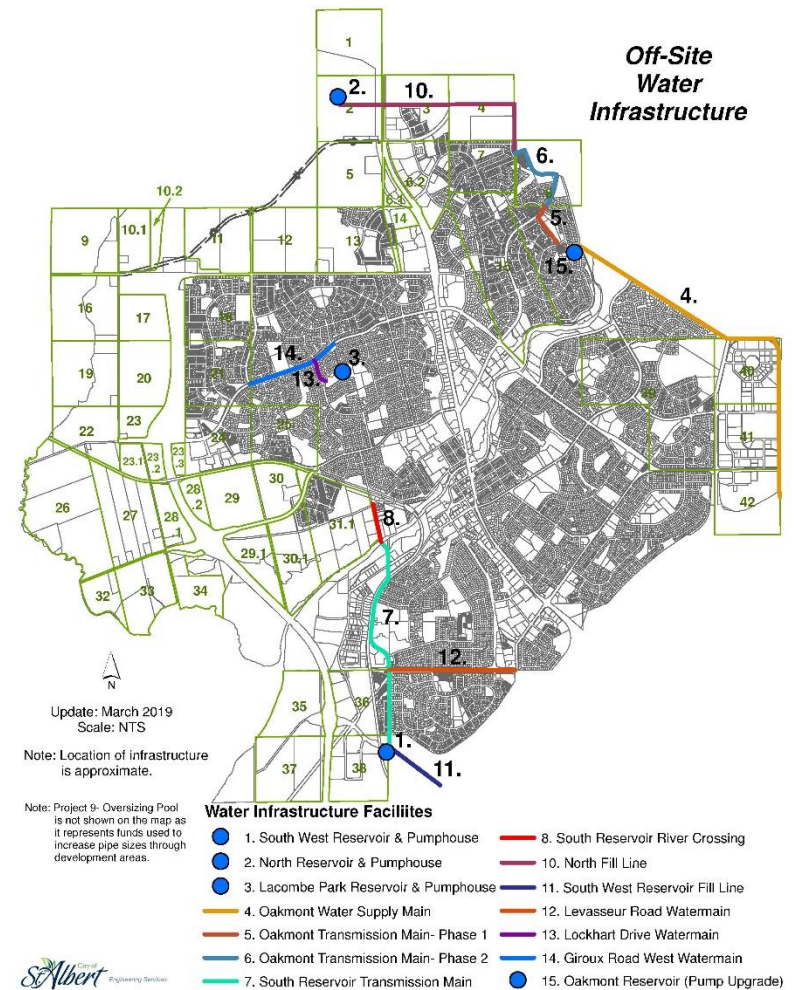 Off-Site
Water
Infrastructure
1
2.
2
10.
3
4
5
6.1
6.2
7
6.
5.
15.
10.2
9
10.1
11
12
13
14
4.
16
17
18
19
20
21
14.
13.
3.
39
40
41
42
22
23
23.1
23
.2
23
.3
24
25
26
27
28
.1
28
.2
29
30
29.1
30.1
31.1
8.
32
33
34
7.
12.
35
36
37
38
1.
11.
N
Update: March 2019
Scale: NTS
Note: Location of infrastructure
is approximate.
Note: Project 9- Oversizing Pool
is not shown on the map as
it represents funds used to
increase pipe sizes through
development areas.
Water Infrastructure Faciliites
1. South West Reservoir & Pumphouse
2. North Reservoir & Pumphouse
3. Lacombe Park Reservoir & Pumphouse
4. Oakmont Water Supply Main
5. Oakmont Transmission Main- Phase 1
6. Oakmont Transmission Main- Phase 2
7. South Reservoir Transmission Main
8. South Reservoir River Crossing
10. North Fill Line
11. South West Reservoir Fill Line
12. Levasseur Road Watermain
13. Lockhart Drive Watermain
14. Giroux Road West Watermain
15. Oakmont Reservoir (Pump Upgrade)
City of
St. Albert
Engineering Services